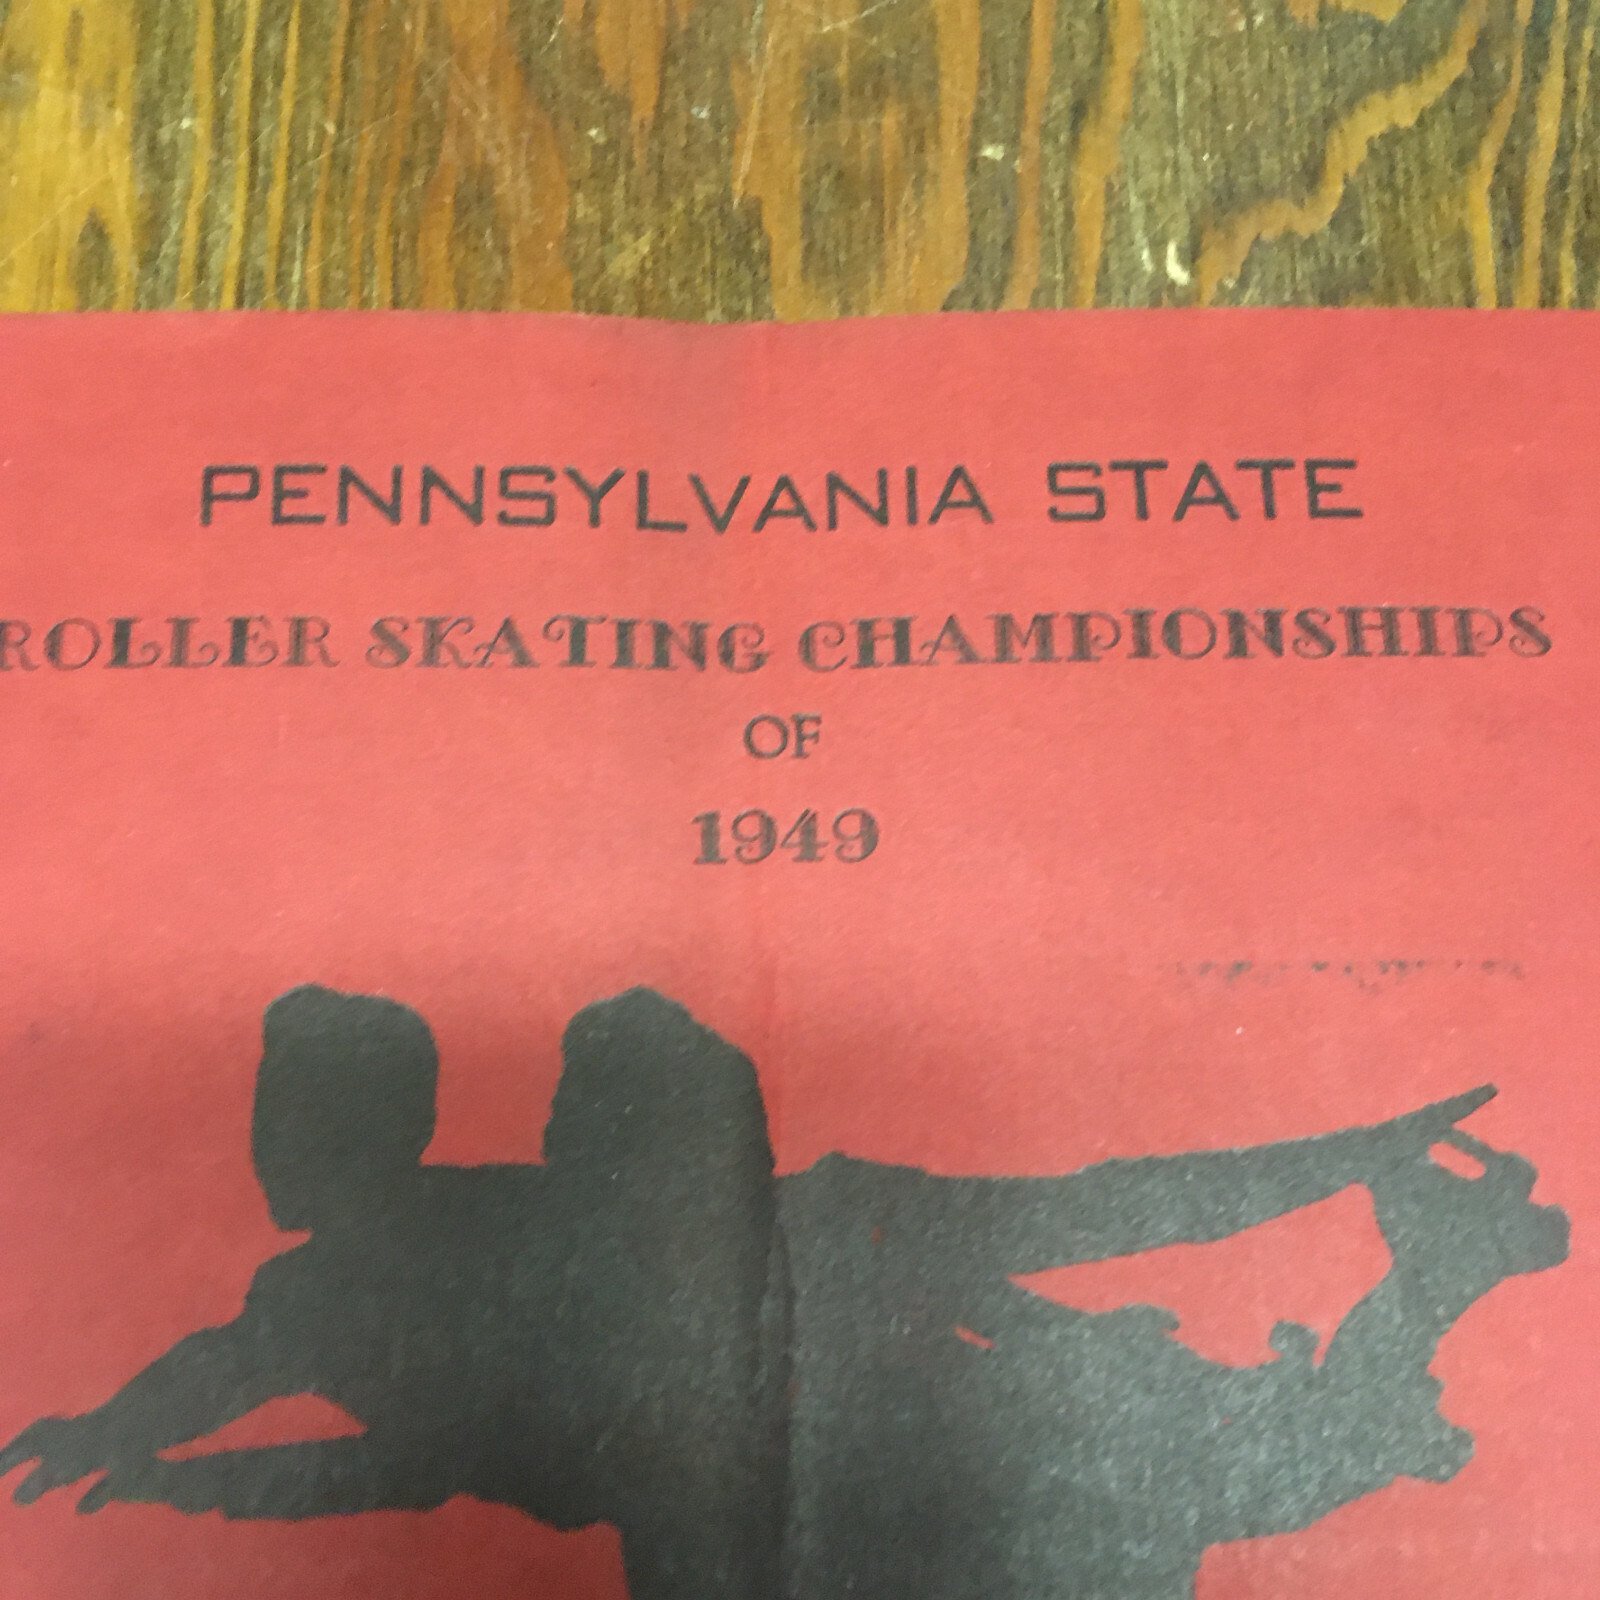 PENNSYLVANIA STATE
ROLLER SKATING CHAMPIONSHIPS
OF
1949